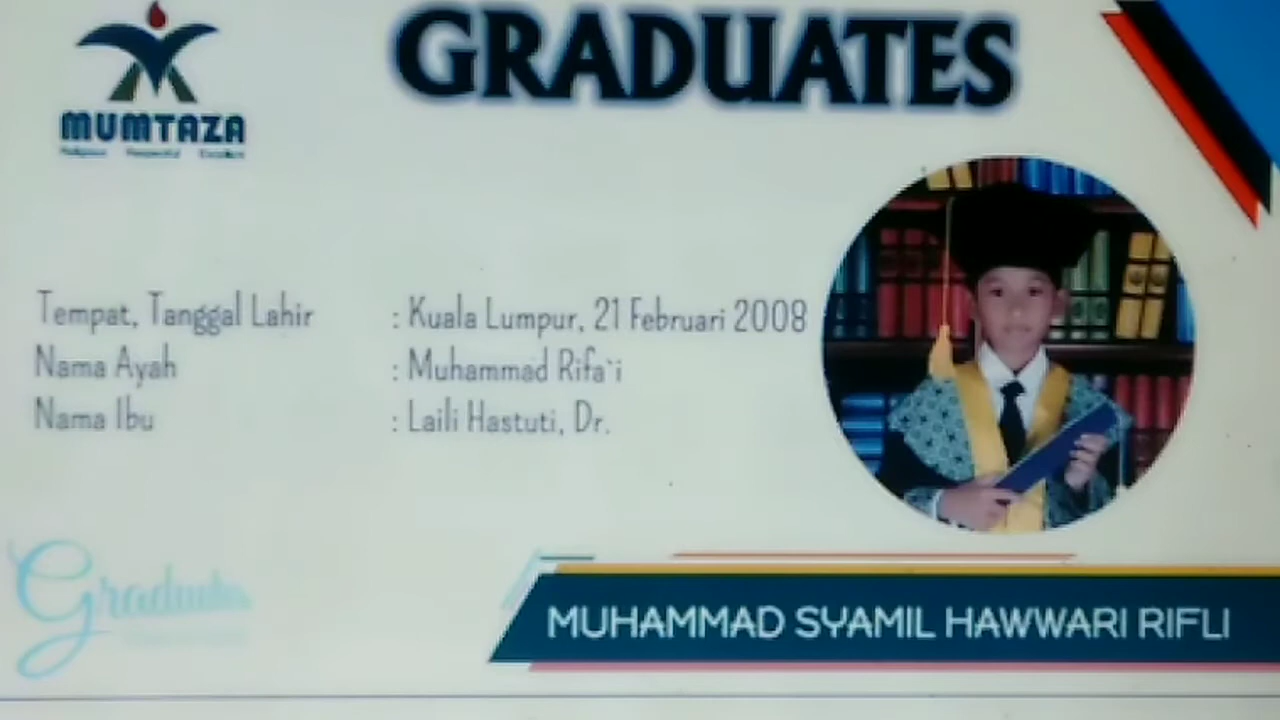 GRADUATES
MUMTAZA
Tempat, Tanggal Lahir : Kuala Lumpur, 21 Februari 2008
Nama Ayah : Muhammad Rifa`i
Nama Ibu : Laili Hastuti, Dr.
Graduates
MUHAMMAD SYAMIL HAWWARI RIFLI